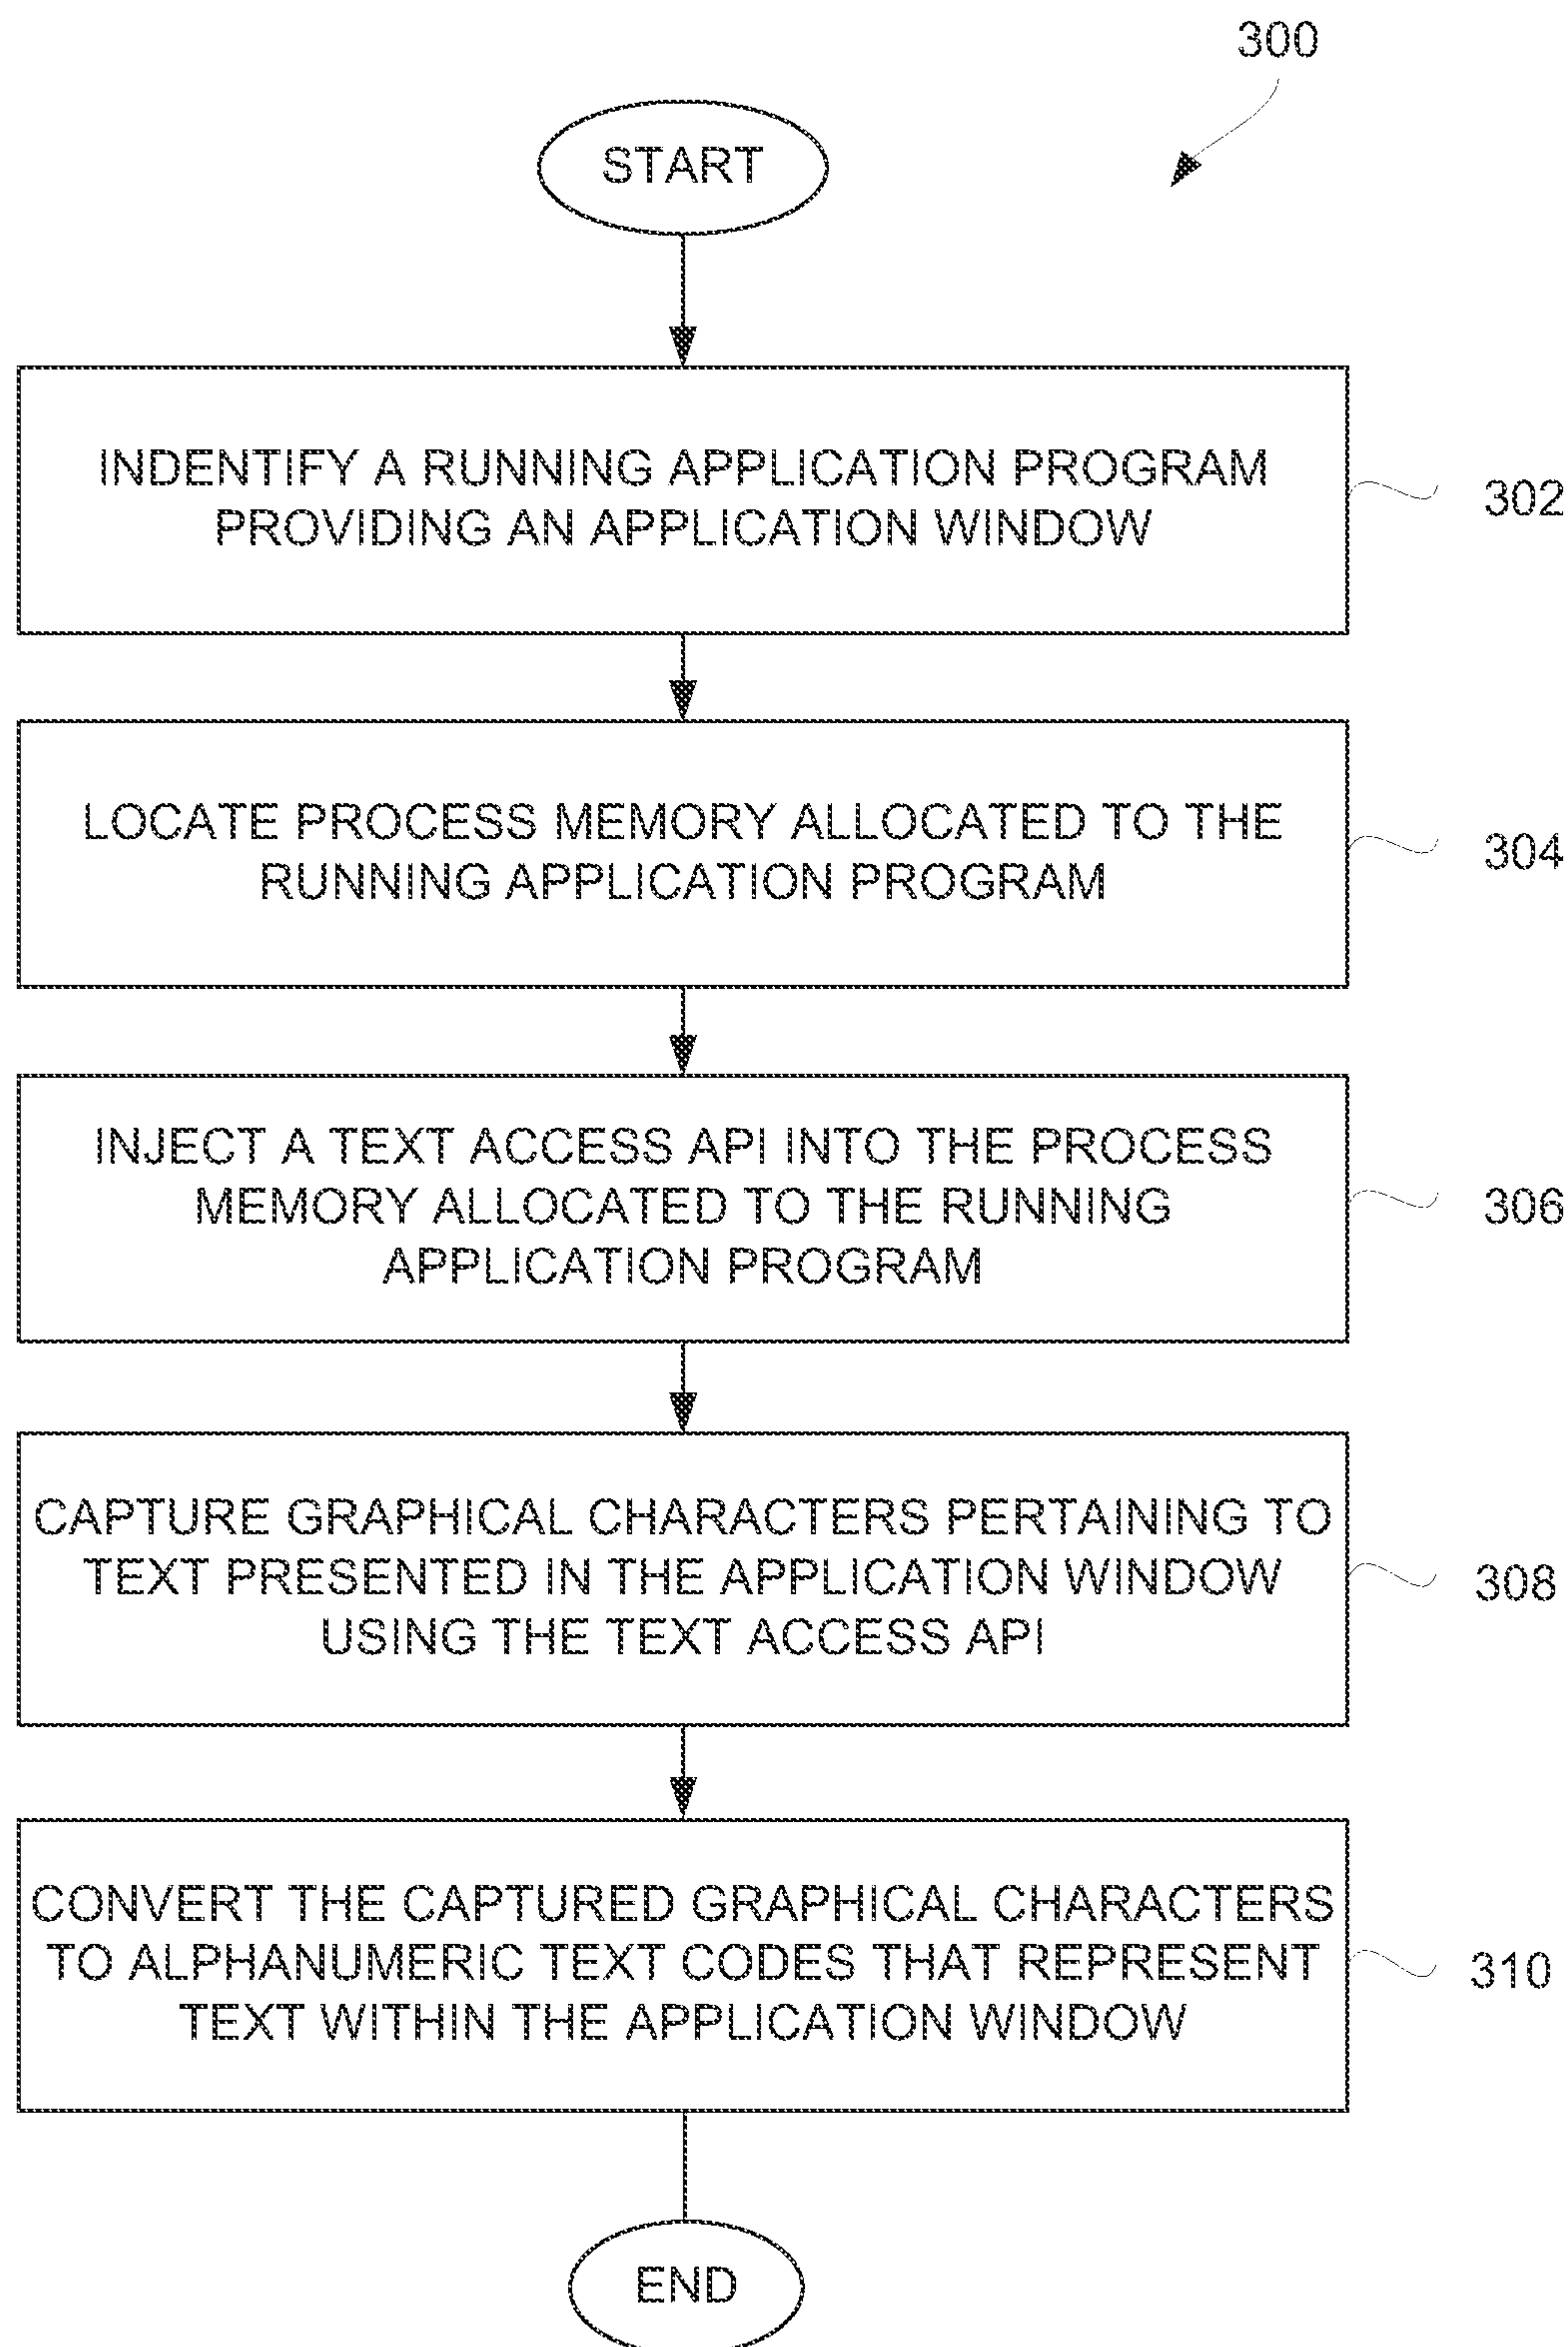 300
START
INDENTIFY A RUNNING APPLICATION PROGRAM
PROVIDING AN APPLICATION WINDOW
302
LOCATE PROCESS MEMORY ALLOCATED TO THE
RUNNING APPLICATION PROGRAM
304
INJECT A TEXT ACCESS API INTO THE PROCESS
MEMORY ALLOCATED TO THE RUNNING
APPLICATION PROGRAM
306
CAPTURE GRAPHICAL CHARACTERS PERTAINING TO
TEXT PRESENTED IN THE APPLICATION WINDOW
USING THE TEXT ACCESS API
308
CONVERT THE CAPTURED GRAPHICAL CHARACTERS
TO ALPHANUMERIC TEXT CODES THAT REPRESENT
TEXT WITHIN THE APPLICATION WINDOW
310
END